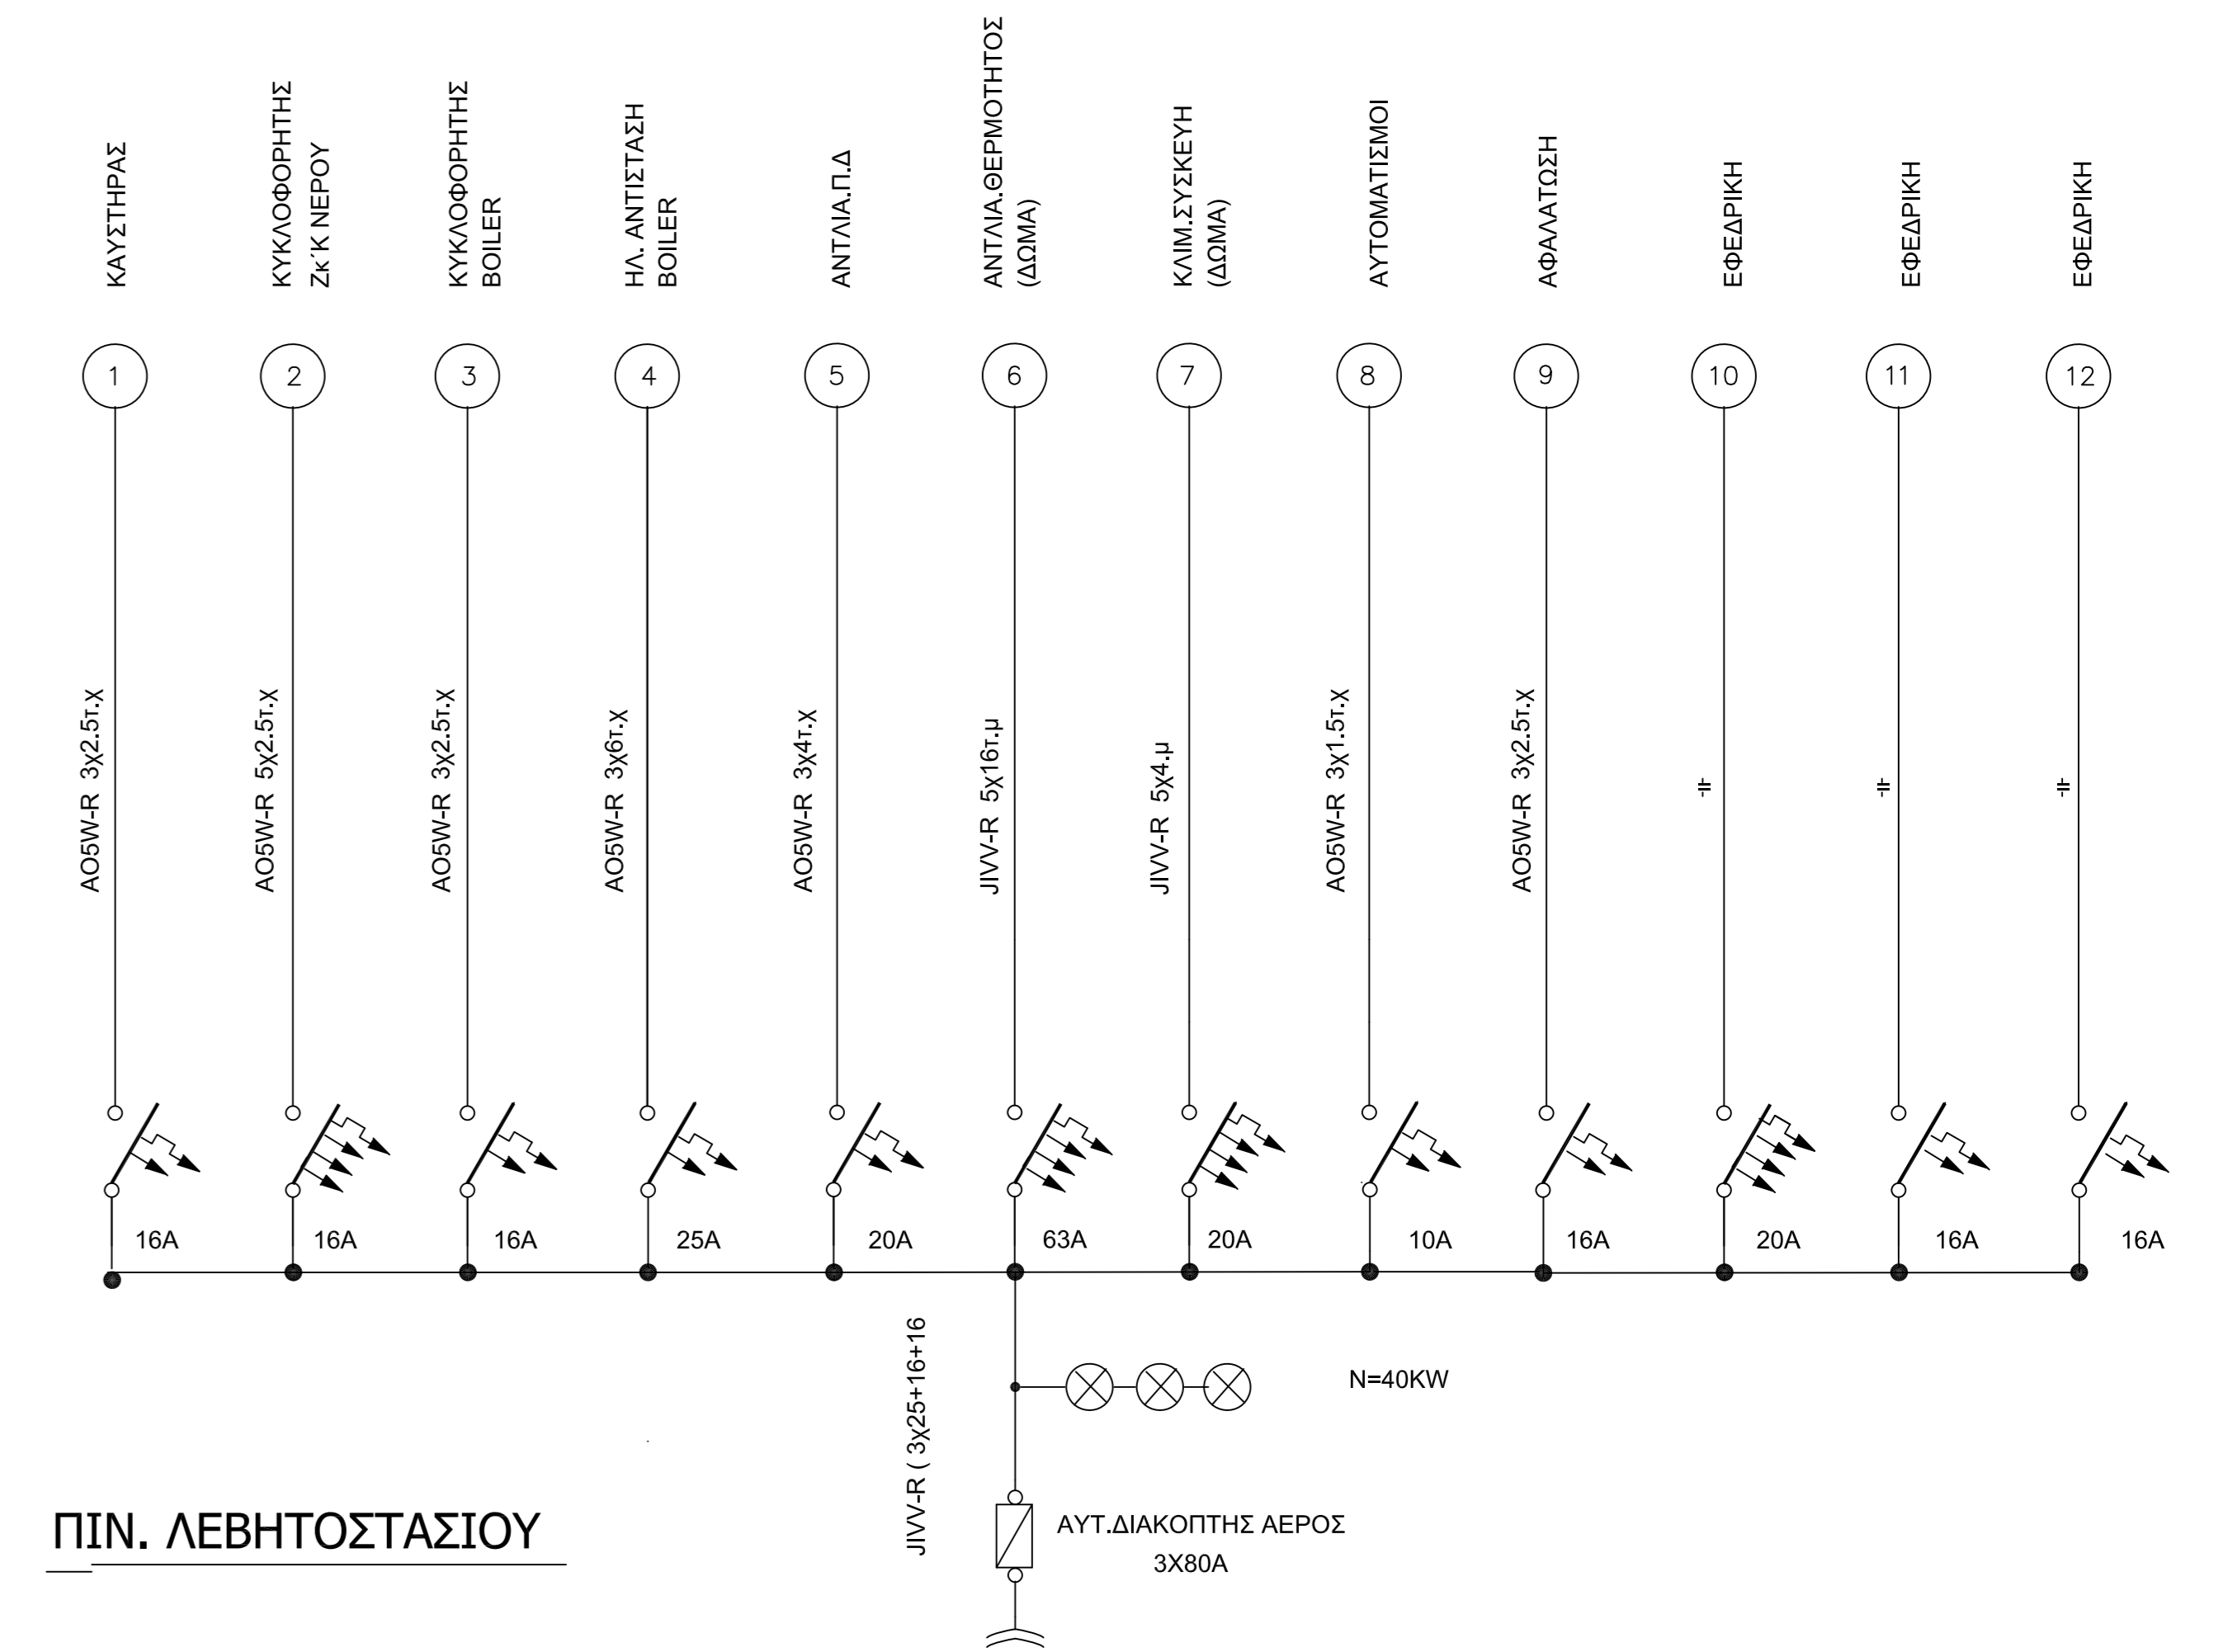 ΚΑΥΣΤΗΡΑΣ
ΚΥΚΛΟΦΟΡΗΤΗΣ
Ζκ΄Κ ΝΕΡΟΥ
ΚΥΚΛΟΦΟΡΗΤΗΣ
BOILER
ΗΛ. ΑΝΤΙΣΤΑΣΗ
BOILER
ΑΝΤΛΙΑ.Π.Δ
ΑΝΤΛΙΑ.ΘΕΡΜΟΤΗΤΟΣ
(ΔΩΜΑ)
ΚΛΙΜ.ΣΥΣΚΕΥΗ
(ΔΩΜΑ)
ΑΥΤΟΜΑΤΙΣΜΟΙ
ΑΦΑΛΑΤΩΣΗ
ΕΦΕΔΡΙΚΗ
ΕΦΕΔΡΙΚΗ
ΕΦΕΔΡΙΚΗ
1
2
3
4
5
6
7
8
9
10
11
12
AO5W-R 3χ2.5τ.χ
AO5W-R 5χ2.5τ.χ
AO5W-R 3χ2.5τ.χ
AO5W-R 3χ6τ.χ
AO5W-R 3χ4τ.χ
JIVV-R 5χ16τ.μ
JIVV-R 5χ4.μ
AO5W-R 3χ1.5τ.χ
AO5W-R 3χ2.5τ.χ
16A
16A
16A
25A
20A
63A
20A
10A
16A
20A
16A
16A
JIVV-R ( 3χ25+16+16
N=40KW
ΑΥΤ.ΔΙΑΚΟΠΤΗΣ ΑΕΡΟΣ
3X80A
ΠΙΝ. ΛΕΒΗΤΟΣΤΑΣΙΟΥ